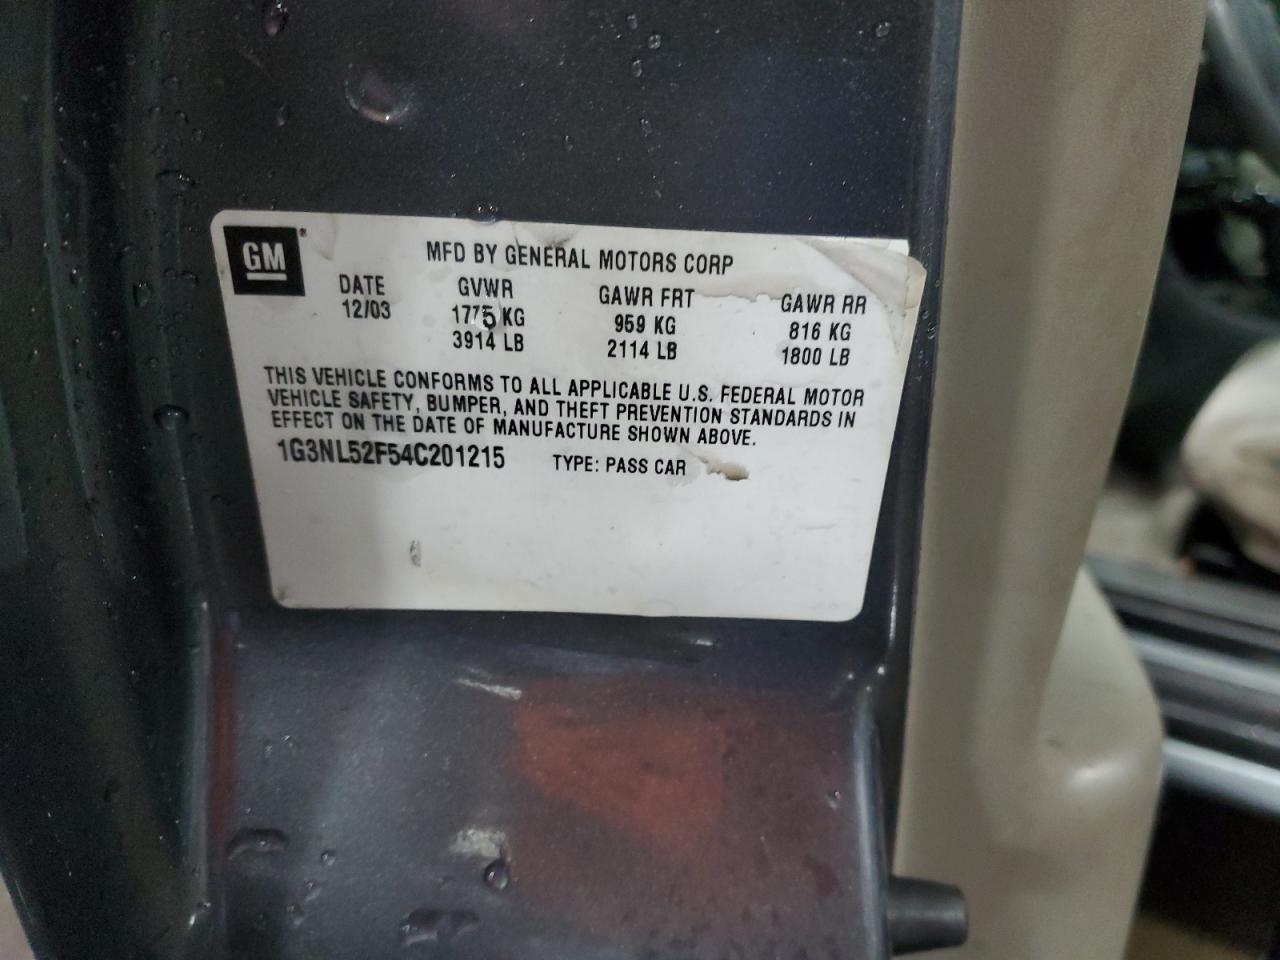 GM
MFD BY GENERAL MOTORS CORP
DATE GVWR GAWR FRT GAWR RR
12/03 1775 KG 959 KG 816 KG
3914 LB 2114 LB 1800 LB
THIS VEHICLE CONFORMS TO ALL APPLICABLE U.S. FEDERAL MOTOR
VEHICLE SAFETY, BUMPER, AND THEFT PREVENTION STANDARDS IN
EFFECT ON THE DATE OF MANUFACTURE SHOWN ABOVE.
1G3NL52F54C201215 TYPE: PASS CAR